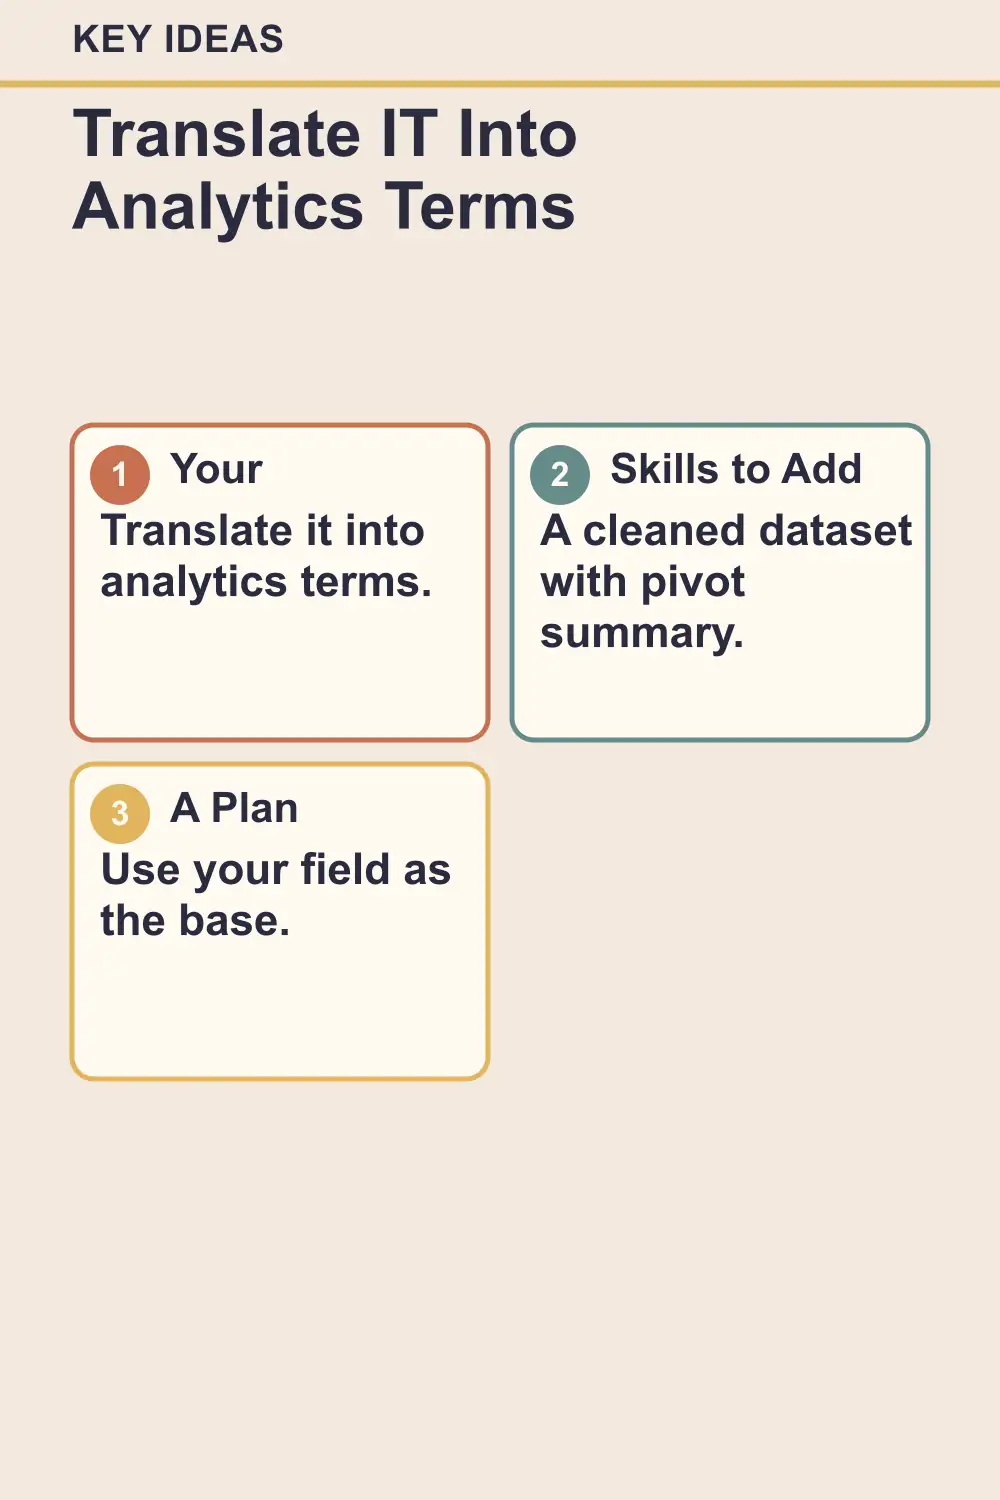 KEY IDEAS
Translate IT Into
Analytics Terms
1 Your
Translate it into
analytics terms.
2 Skills to Add
A cleaned dataset
with pivot
summary.
3 A Plan
Use your field as
the base.